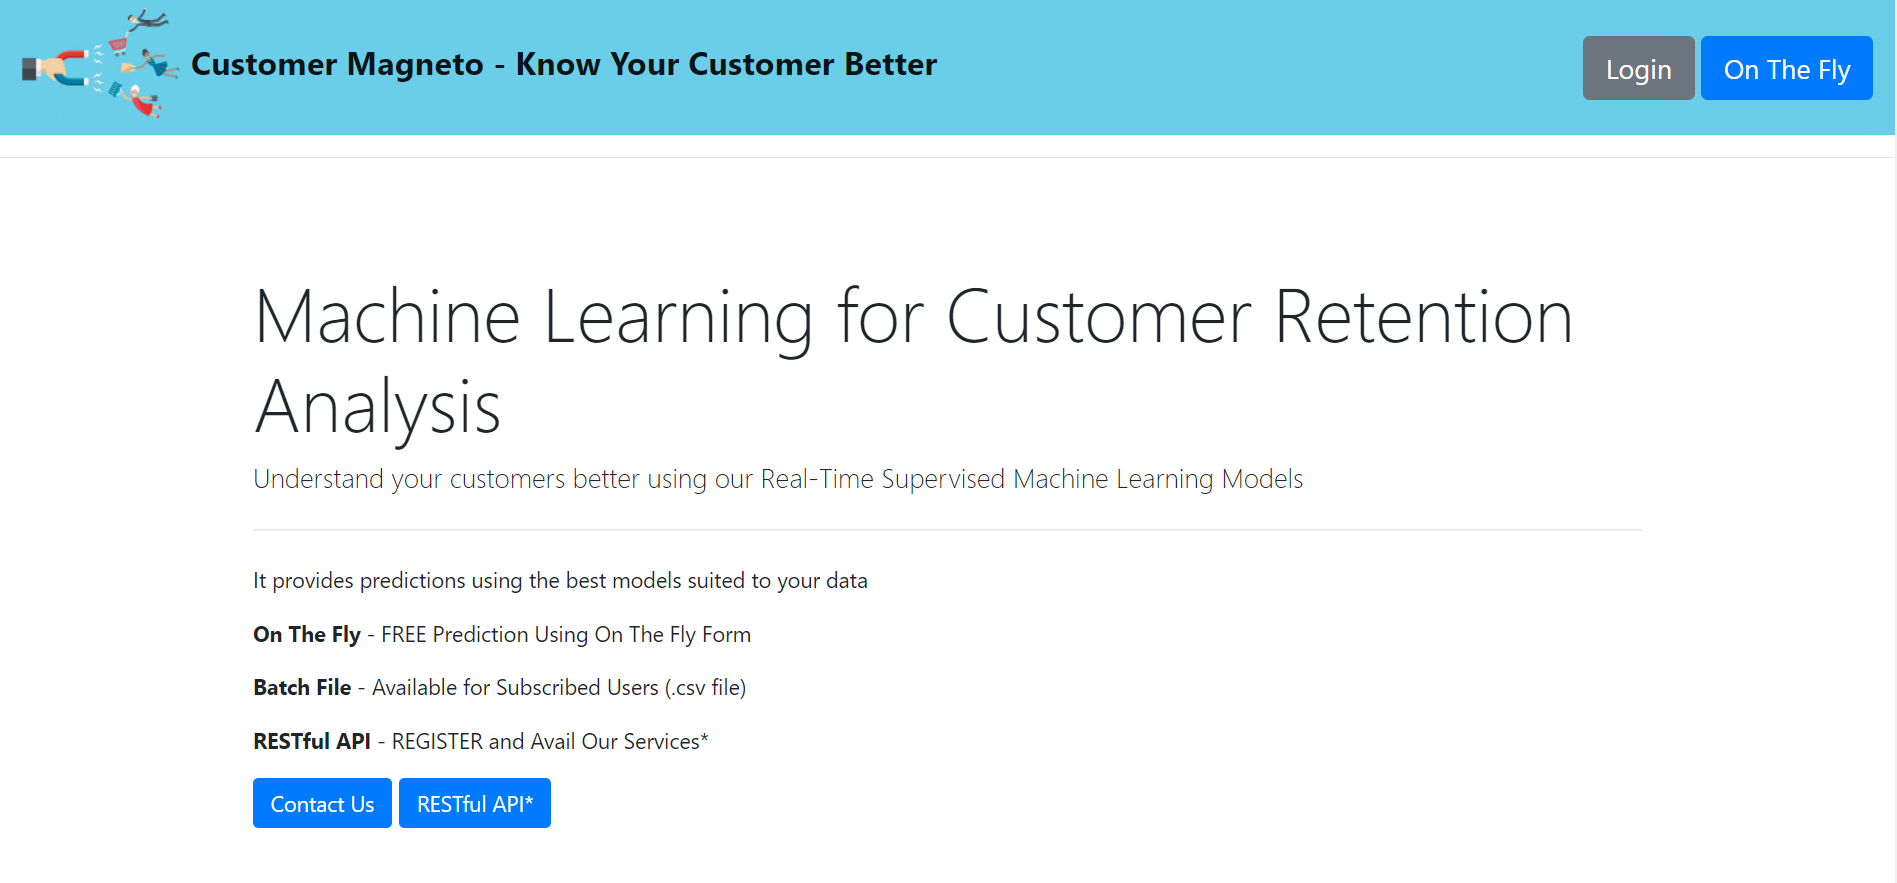 Customer Magneto - Know Your Customer Better
Login
On The Fly
Machine Learning for Customer Retention
Analysis
Understand your customers better using our Real-Time Supervised Machine Learning Models
It provides predictions using the best models suited to your data
On The Fly - FREE Prediction Using On The Fly Form
Batch File - Available for Subscribed Users (.csv file)
RESTful API - REGISTER and Avail Our Services*
Contact Us
RESTful API*